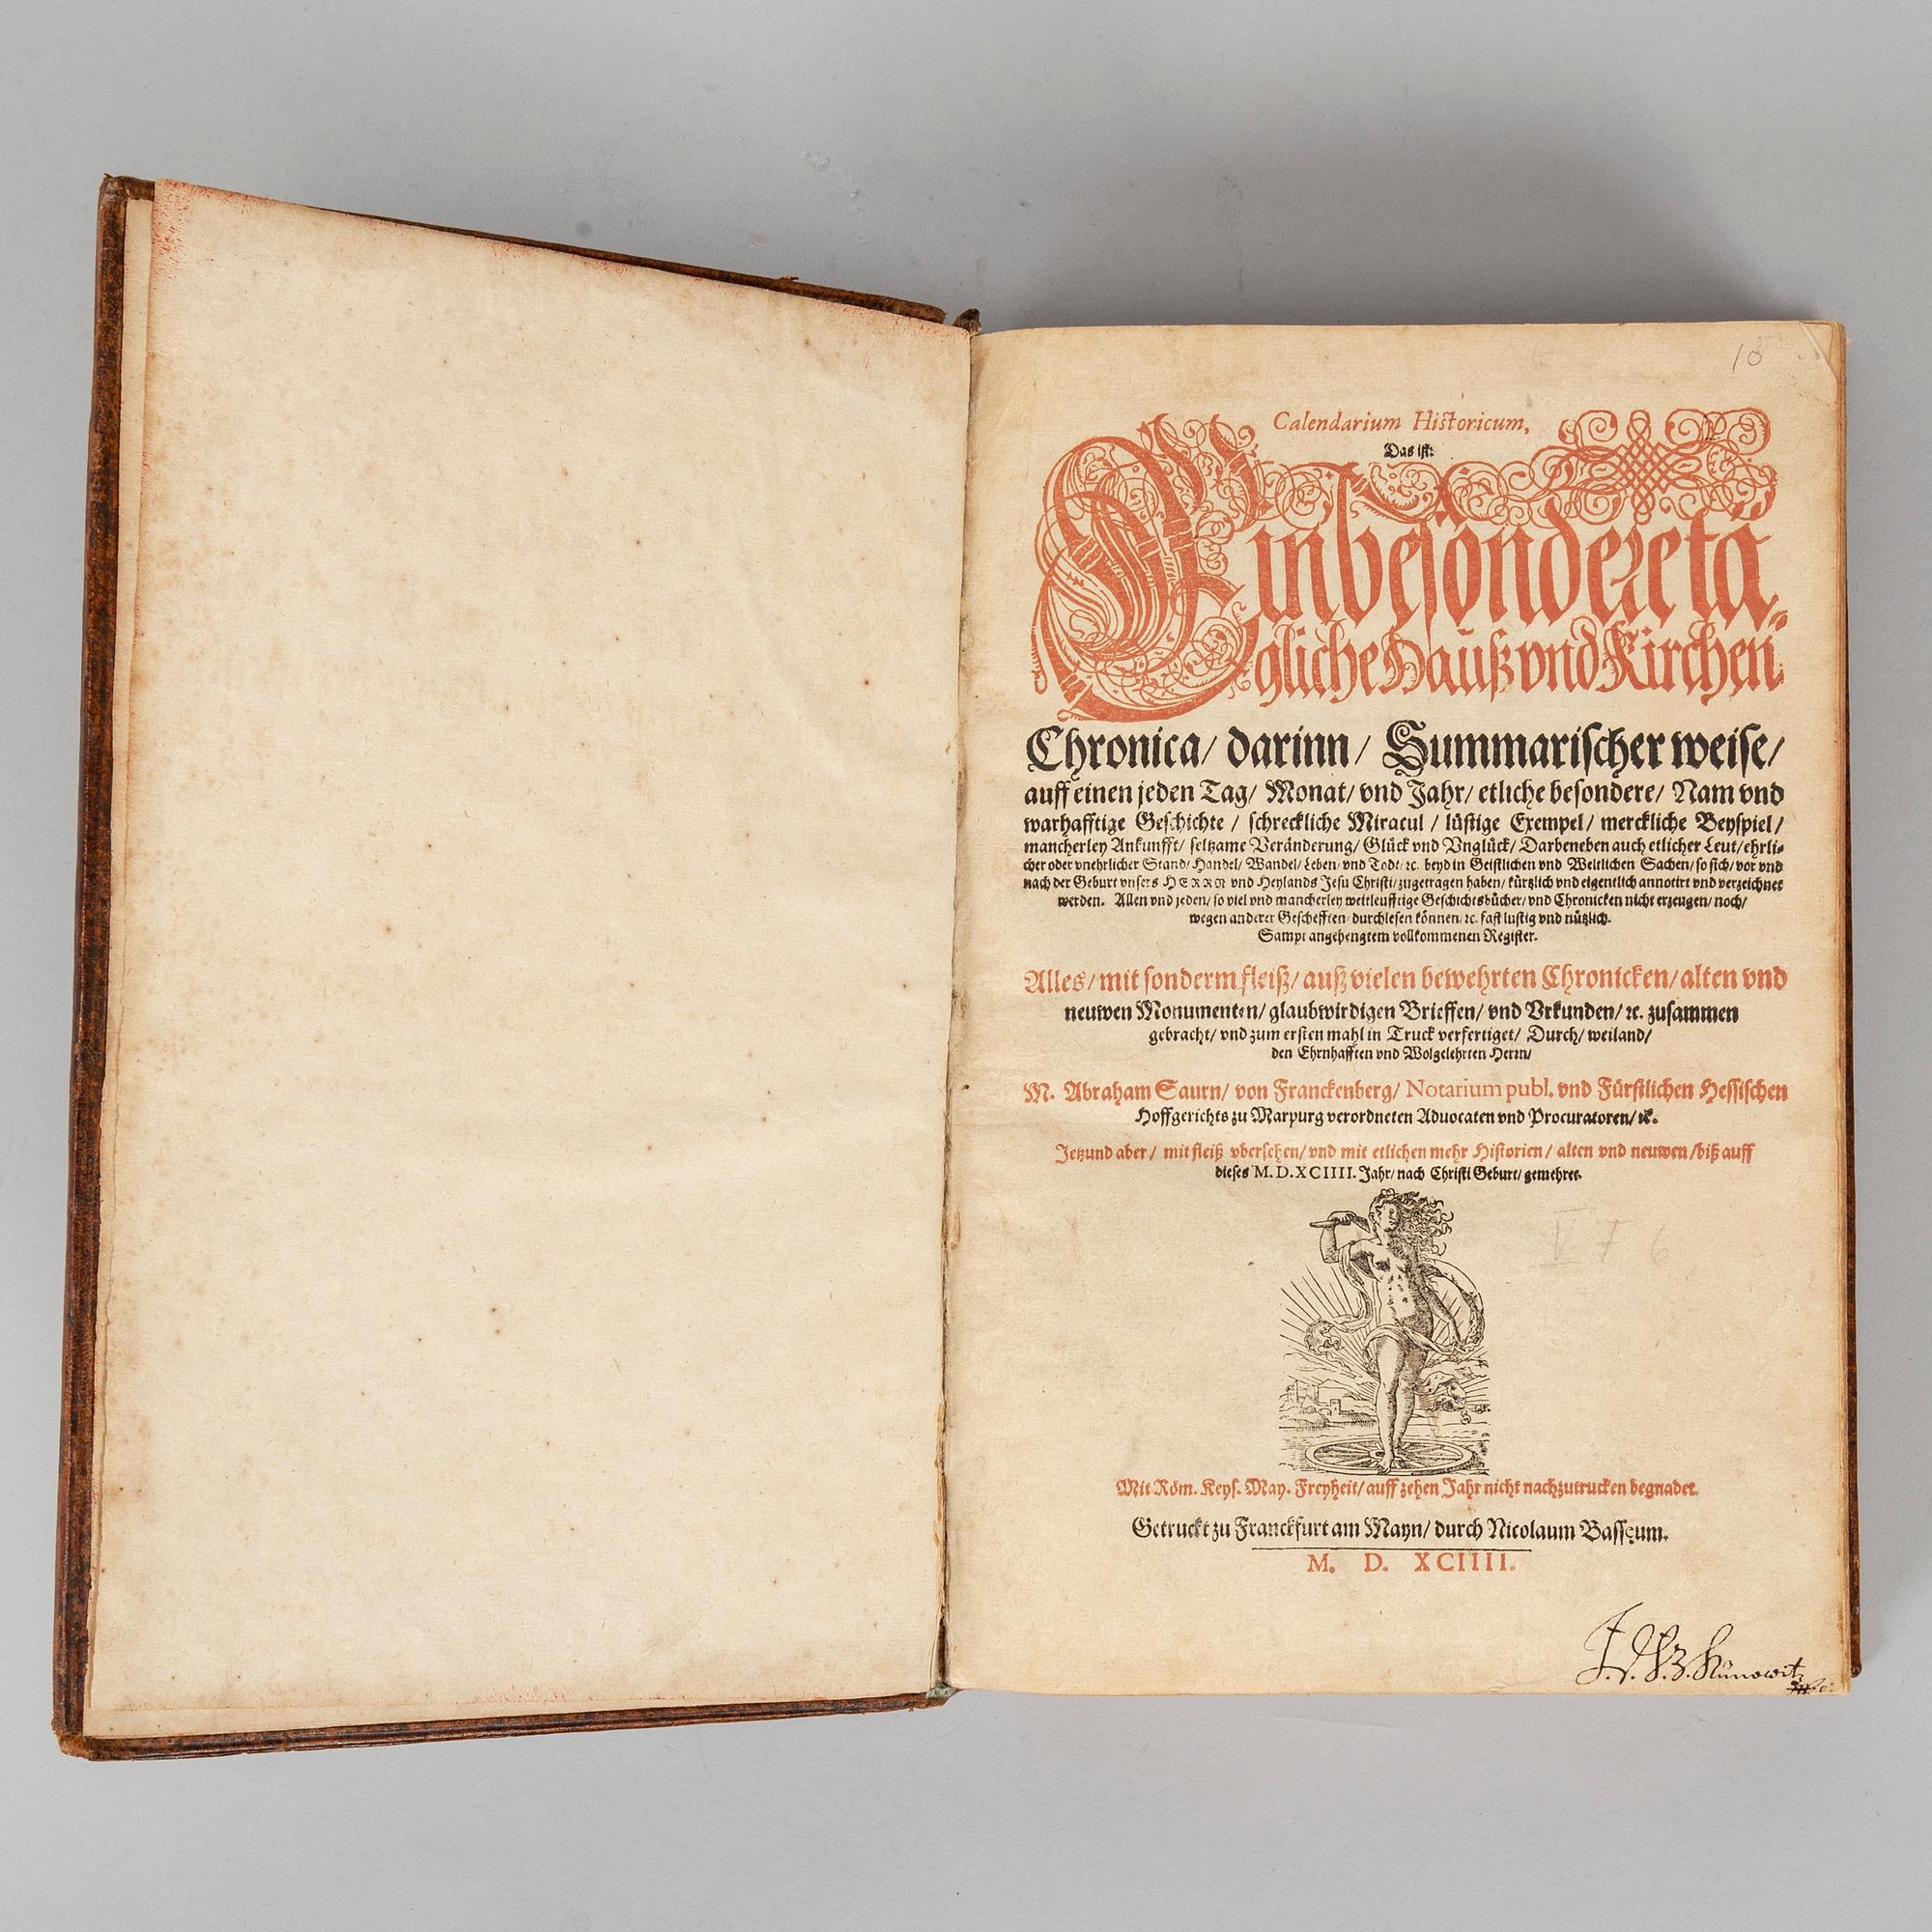 10
Calendarium Historicum,
Das ist:
Ein besondere tä-
gliche Hauß vnd Kirchen
Chronica/ darinn/ Summarischer weise/
auff einen jeden Tag/ Monat/ vnd Jahr/ etliche besondere/ Nam vnd
warhafftige Geschichte / schreckliche Miracul / lüstige Exempel/ merckliche Beyspiel/
mancherley Ankunfft/ seltzame Veränderung/ Glück vnd Vnglück/ Darbeneben auch etlicher Leut/ ehrli-
cher oder vnehrlicher Stand/ Handel/ Wandel/ Leben/ vnd Todt/ ꝛc. beyd in Geistlichen vnd Weltlichen Sachen/ so sich/ vor vnd
nach der Geburt vnsers HERRN vnd Heylands Jesu Christi/ zugetragen haben/ kürtzlich vnd eigentlich annotirt vnd verzeichnet
werden. Allen vnd jeden/ so viel vnd mancherley weitleufftige Geschichtsbücher/ vnd Chronicken nicht erzeugen/ noch/
wegen anderer Geschefften/ durchlesen können/ ꝛc. fast lustig vnd nützlich.
Sampt angehengtem vollkommenen Register.
Alles/ mit sonderm fleiß/ auß vielen bewehrten Chronicken/ alten vnd
neuwen Monumenten/ glaubwirdigen Brieffen/ vnd Vrkunden/ ꝛc. zusammen
gebracht/ vnd zum ersten mahl in Truck verfertiget/ Durch/ weiland/
den Ehrnhafften vnd Wolgelehrten Herrn/
M. Abraham Saurn/ von Franckenberg/ Notarium publ. vnd Fürstlichen Hessischen
Hoffgerichts zu Marpurg verordneten Aduocaten vnd Procuratoren/ ꝛc.
Jetzund aber/ mit fleiß vbersehen/ vnd mit etlichen mehr Historien/ alten vnd neuwen/ biß auff
dieses M.D.XCIIII. Jahr/ nach Christi Geburt/ gemehret.
V F 6
Mit Röm. Keys. May. Freyheit/ auff zehen Jahr nicht nachzutrucken begnadet.
Getruckt zu Franckfurt am Mayn/ durch Nicolaum Bassęum.
M. D. XCIIII.
Kunowitz